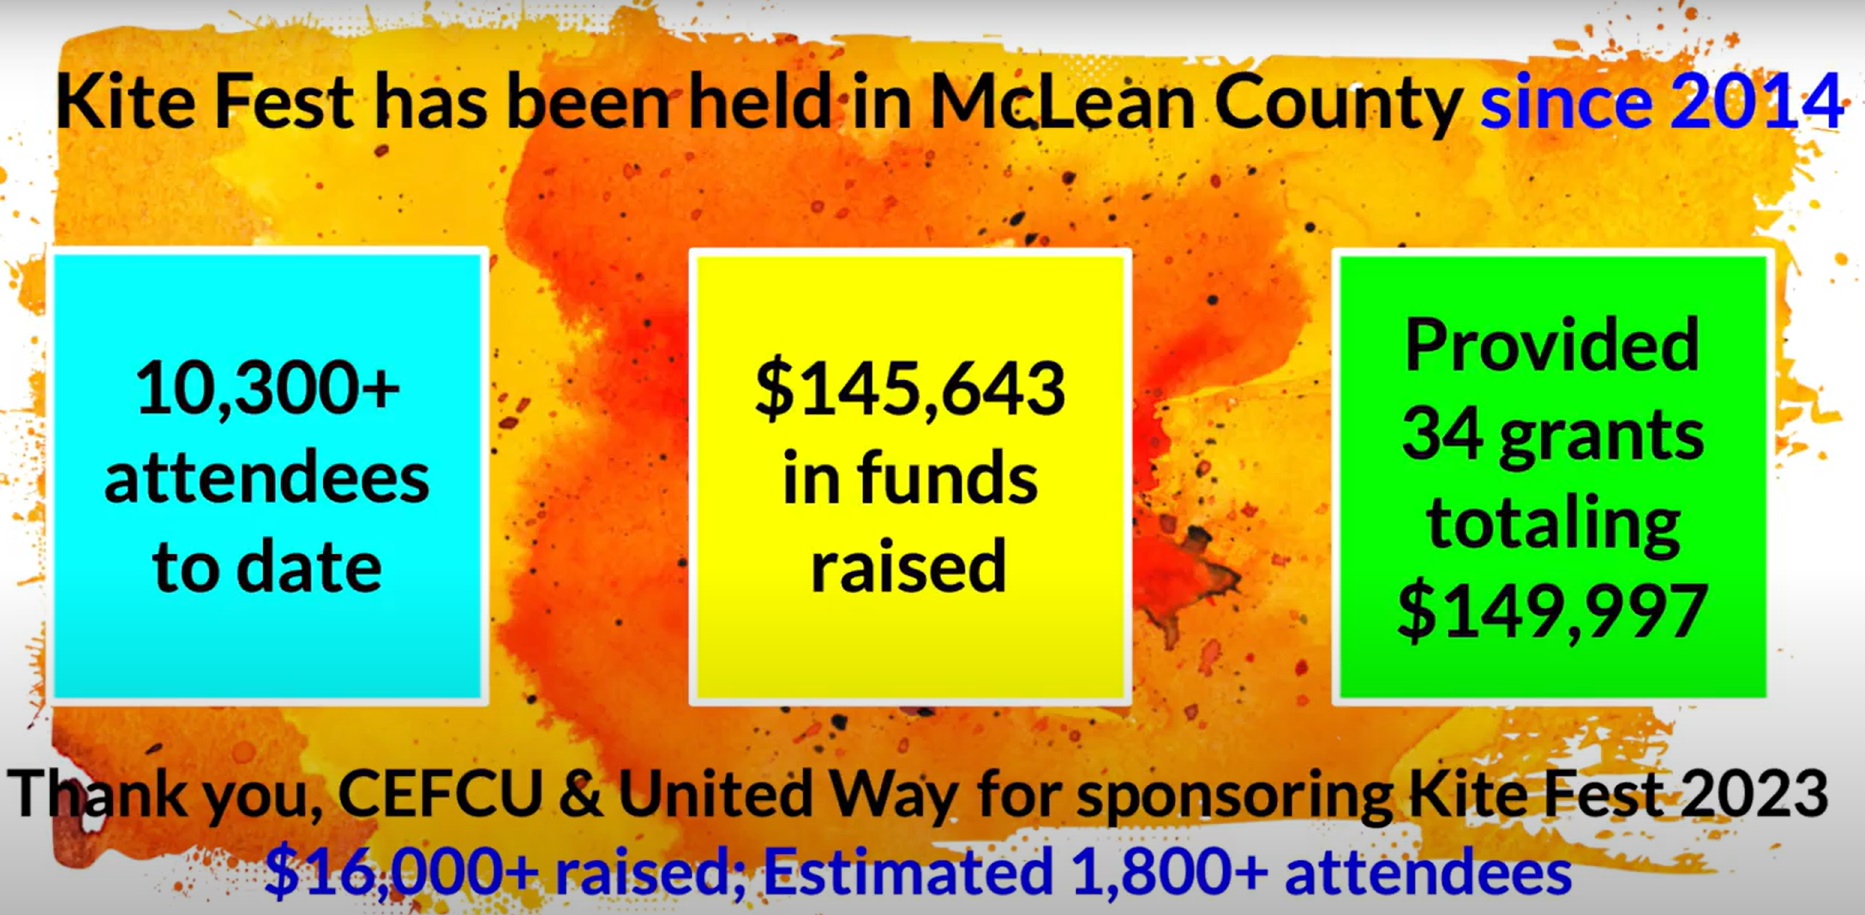 Kite Fest has been held in McLean County since 2014
10,300+
attendees
to date
$145,643
in funds
raised
Provided
34 grants
totaling
$149,997
Thank you, CEFCU & United Way for sponsoring Kite Fest 2023
$16,000+ raised; Estimated 1,800+ attendees